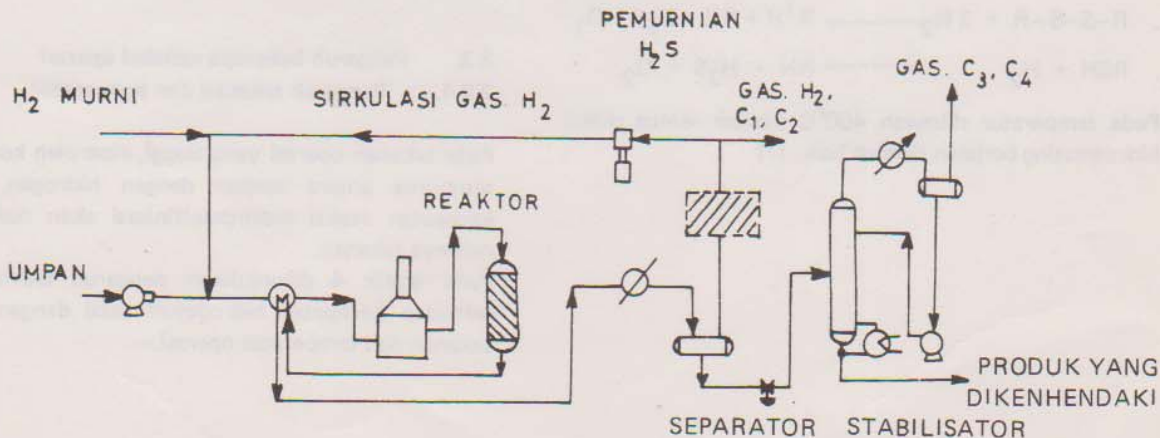 PEMURNIAN
H₂S
GAS. C₃, C₄
H₂ MURNI
SIRKULASI GAS H₂
GAS. H₂,
C₁, C₂
REAKTOR
UMPAN
M
PRODUK YANG
DIKENHENDAKI
SEPARATOR
STABILISATOR